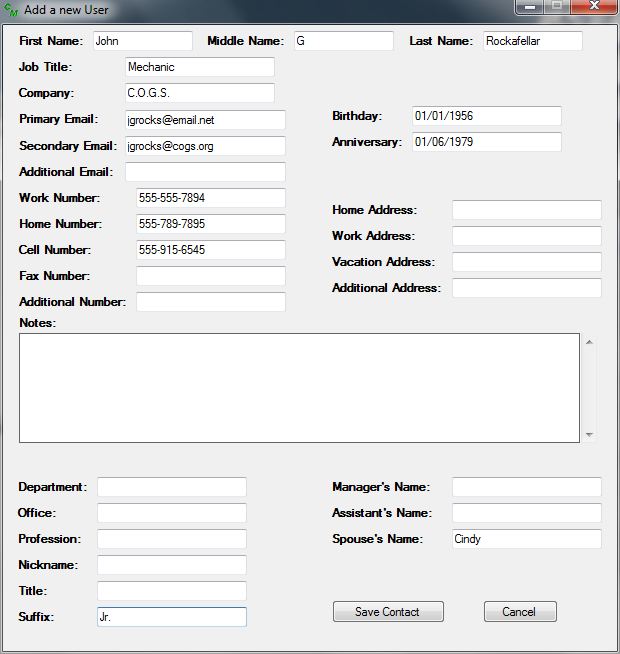 CM Add a new User
First Name: John Middle Name: G Last Name: Rockafellar
Job Title: Mechanic
Company: C.O.G.S.
Primary Email: jgrocks@email.net Birthday: 01/01/1956
Secondary Email: jgrocks@cogs.org Anniversary: 01/06/1979
Additional Email:
Work Number: 555-555-7894 Home Address:
Home Number: 555-789-7895 Work Address:
Cell Number: 555-915-6545 Vacation Address:
Fax Number: Additional Address:
Additional Number:
Notes:
Department: Manager's Name:
Office: Assistant's Name:
Profession: Spouse's Name: Cindy
Nickname:
Title:
Suffix: Jr. Save Contact Cancel